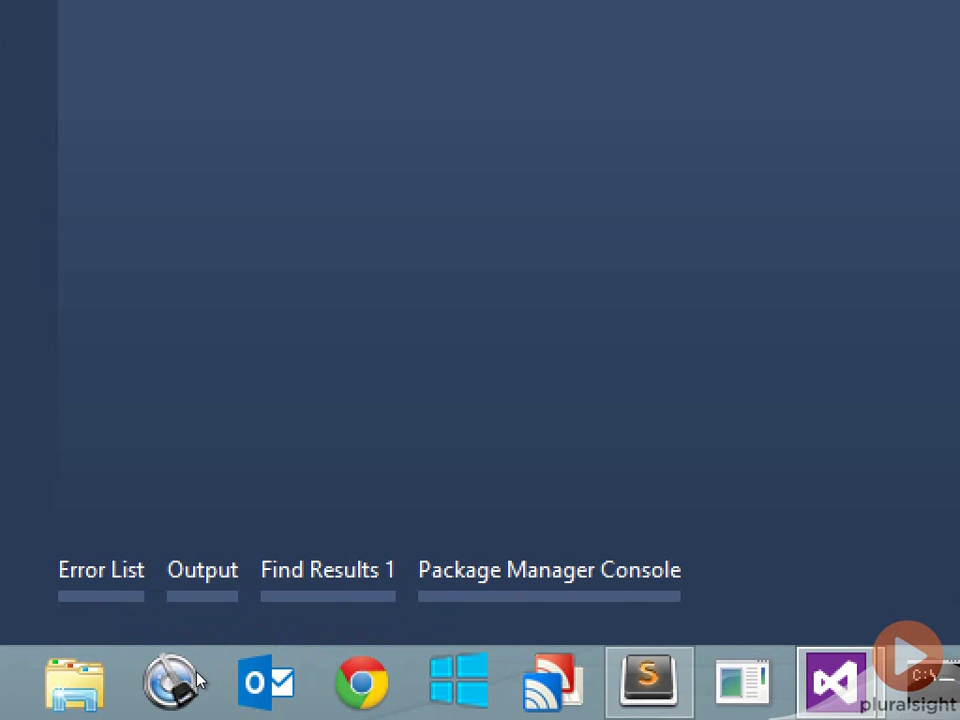 Error List Output Find Results 1 Package Manager Console
S
o
C:\_
pluralsight